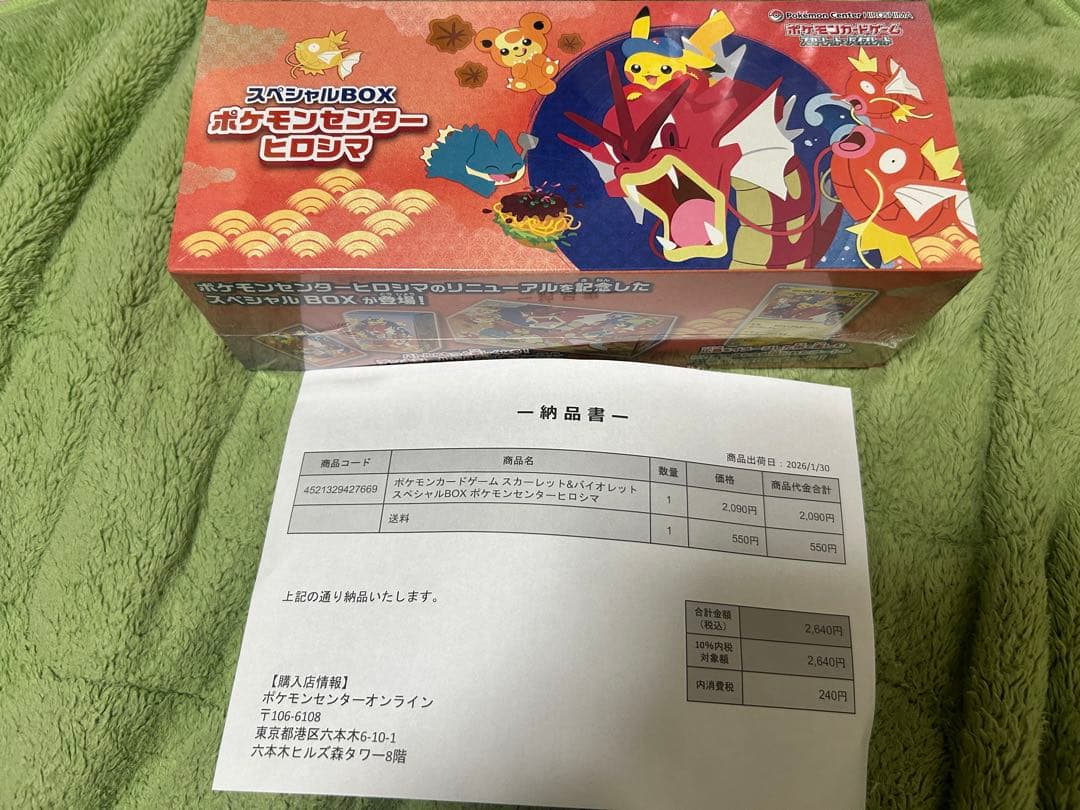 Pokémon Center HIROSHIMA
ポケモンカードゲーム
スカーレット&バイオレット
スペシャルBOX
ポケモンセンター
ヒロシマ
ポケモンセンターヒロシマのリニューアルを記念した
スペシャルBOXが登場!
ー納品書ー
商品出荷日:2026/1/30
商品コード 商品名 数量 価格 商品代金合計
4521329427669 ポケモンカードゲーム スカーレット&バイオレット
スペシャルBOX ポケモンセンターヒロシマ 1 2,090円 2,090円
送料 1 550円 550円
上記の通り納品いたします。
合計金額
(税込) 2,640円
10%内税
対象額 2,640円
内消費税 240円
【購入店情報】
ポケモンセンターオンライン
〒106-6108
東京都港区六本木6-10-1
六本木ヒルズ森タワー8階